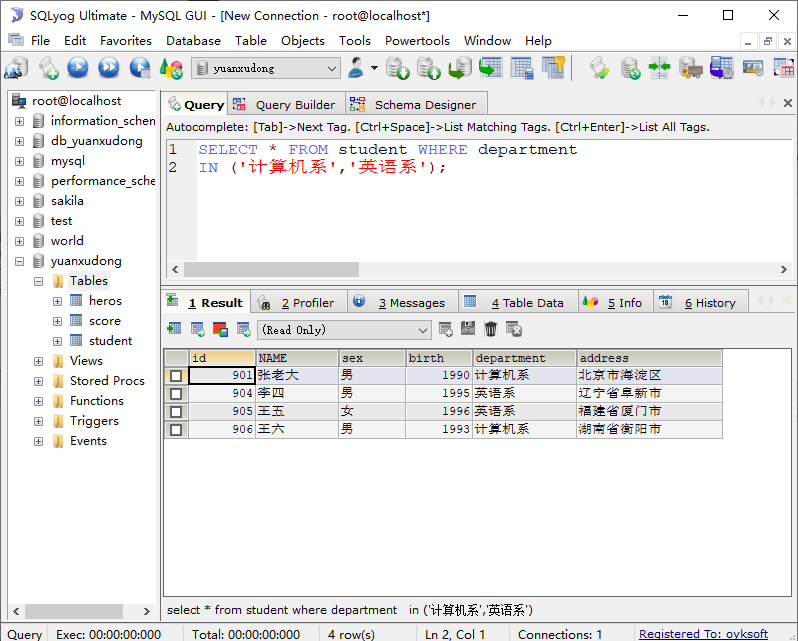 SQLyog Ultimate - MySQL GUI - [New Connection - root@localhost*]
File Edit Favorites Database Table Objects Tools Powertools Window Help
yuanxudong
root@localhost
information_schem
db_yuanxudong
mysql
performance_sche
sakila
test
world
yuanxudong
Tables
heros
score
student
Views
Stored Procs
Functions
Triggers
Events
Query Query Builder Schema Designer
Autocomplete: [Tab]->Next Tag. [Ctrl+Space]->List Matching Tags. [Ctrl+Enter]->List All Tags.
1 SELECT * FROM student WHERE department
2 IN ('计算机系','英语系');
1 Result 2 Profiler 3 Messages 4 Table Data 5 Info 6 History
(Read Only)
id NAME sex birth department address
901 张老大 男 1990 计算机系 北京市海淀区
904 李四 男 1995 英语系 辽宁省阜新市
905 王五 女 1996 英语系 福建省厦门市
906 王六 男 1993 计算机系 湖南省衡阳市
select * from student where department in ('计算机系','英语系')
Query Exec: 00:00:00:000 Total: 00:00:00:000 4 row(s) Ln 2, Col 1 Connections: 1 Registered To: ovksoft